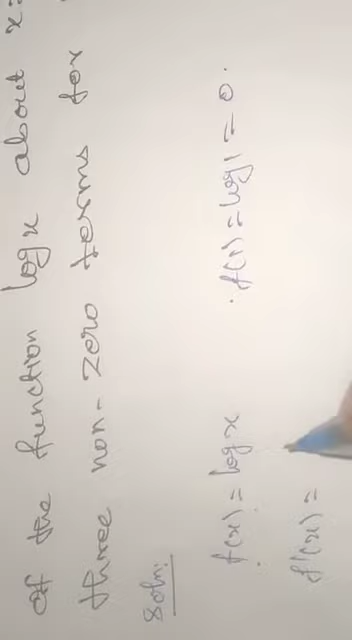 of the function log x about x=
three non-zero terms for
Soln:
f(x) = log x f(1) = log 1 = 0.
f'(x) =